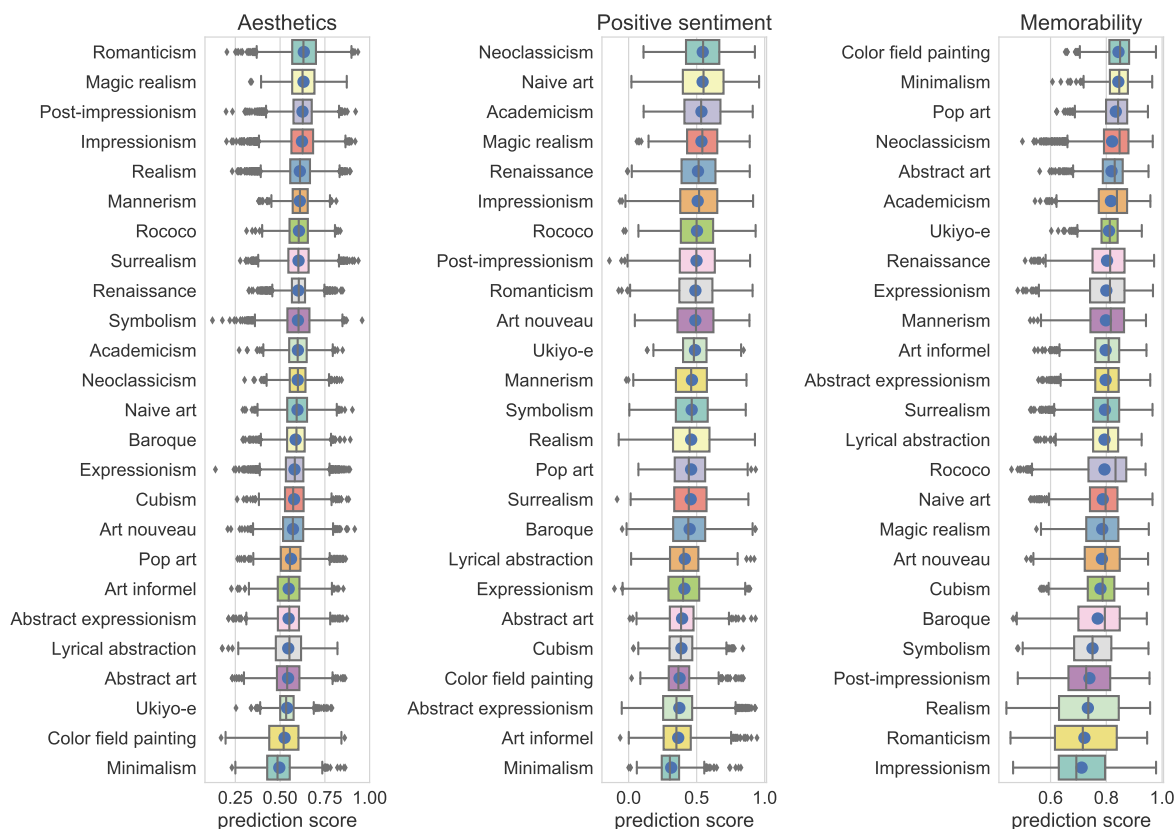 Aesthetics
Romanticism
Magic realism
Post-impressionism
Impressionism
Realism
Mannerism
Rococo
Surrealism
Renaissance
Symbolism
Academicism
Neoclassicism
Naive art
Baroque
Expressionism
Cubism
Art nouveau
Pop art
Art informel
Abstract expressionism
Lyrical abstraction
Abstract art
Ukiyo-e
Color field painting
Minimalism
0.25 0.50 0.75 1.00
prediction score
Positive sentiment
Neoclassicism
Naive art
Academicism
Magic realism
Renaissance
Impressionism
Rococo
Post-impressionism
Romanticism
Art nouveau
Ukiyo-e
Mannerism
Symbolism
Realism
Pop art
Surrealism
Baroque
Lyrical abstraction
Expressionism
Abstract art
Cubism
Color field painting
Abstract expressionism
Art informel
Minimalism
0.0 0.5 1.0
prediction score
Memorability
Color field painting
Minimalism
Pop art
Neoclassicism
Abstract art
Academicism
Ukiyo-e
Renaissance
Expressionism
Mannerism
Art informel
Abstract expressionism
Surrealism
Lyrical abstraction
Rococo
Naive art
Magic realism
Art nouveau
Cubism
Baroque
Symbolism
Post-impressionism
Realism
Romanticism
Impressionism
0.6 0.8 1.0
prediction score